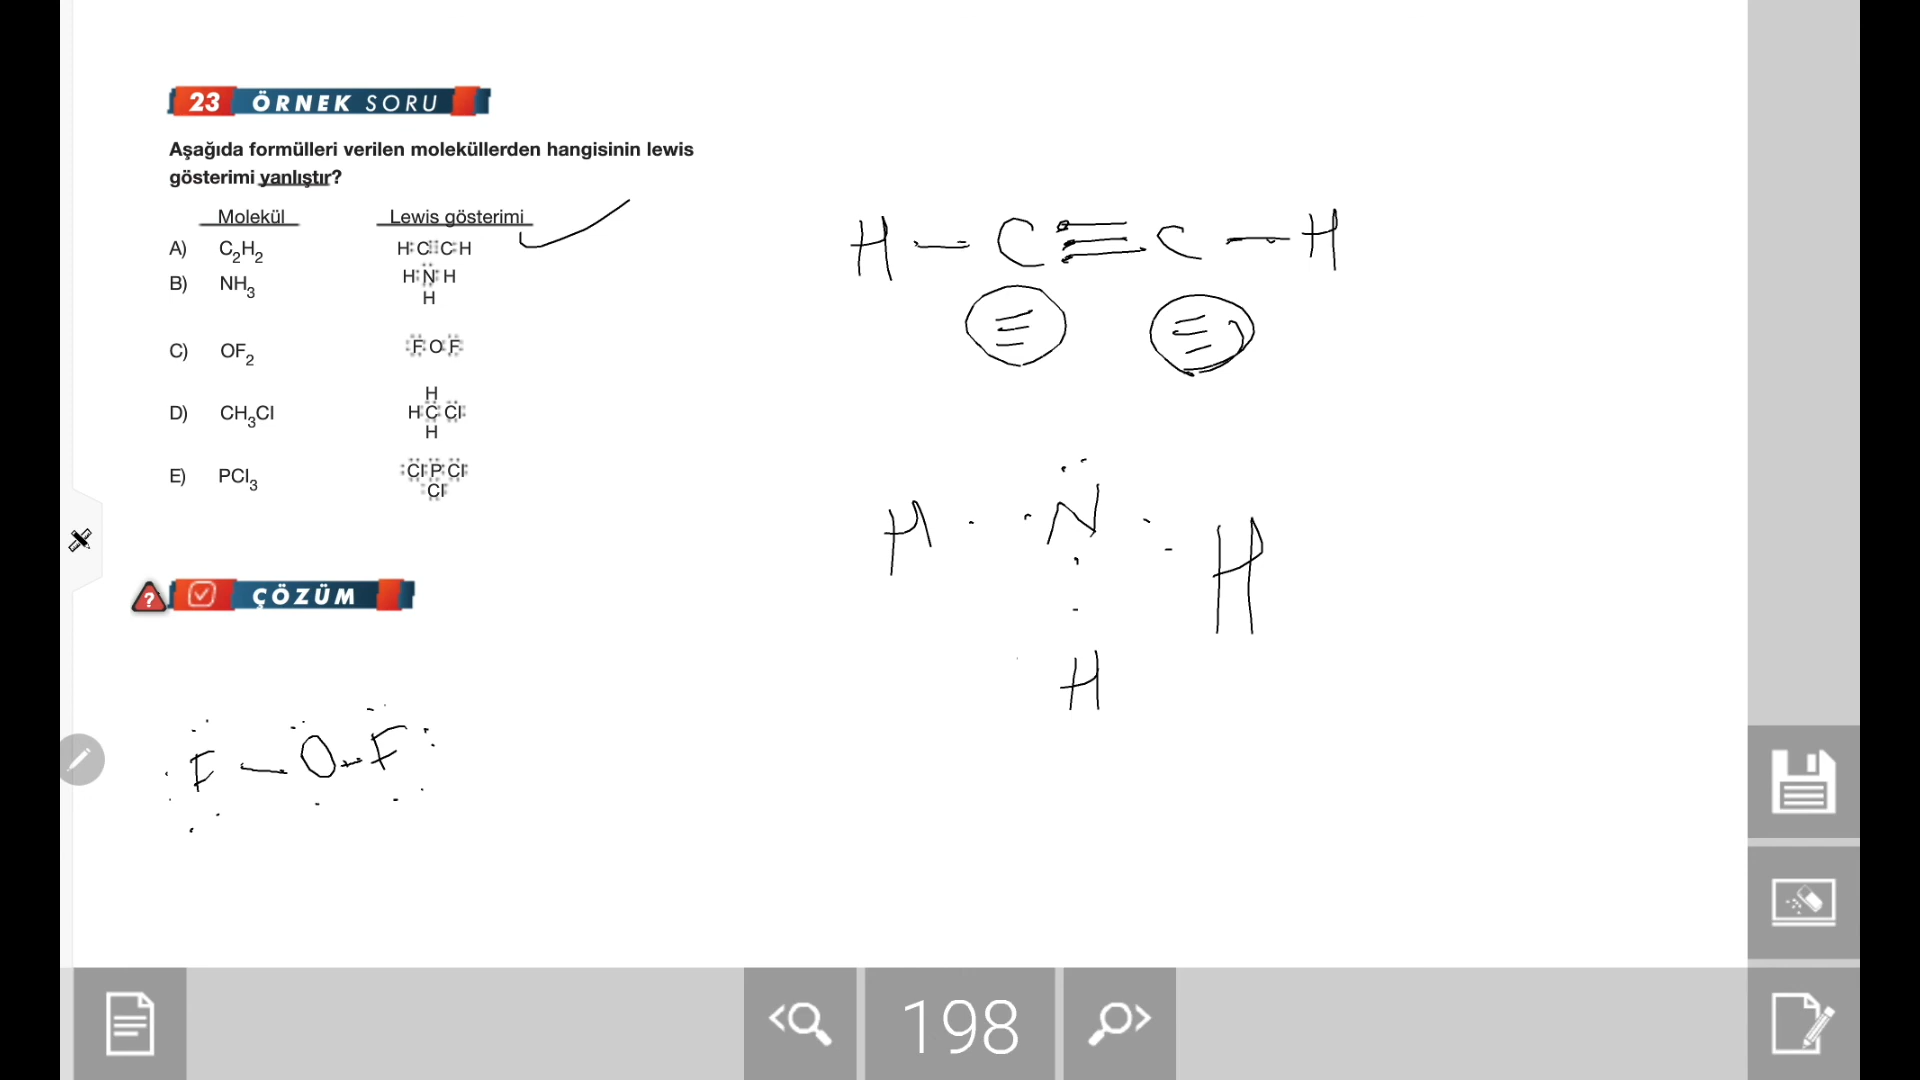 23 ÖRNEK SORU
Aşağıda formülleri verilen moleküllerden hangisinin lewis
gösterimi yanlıştır?
Molekül Lewis gösterimi
A) C₂H₂ H:C⫶⫶C:H
B) NH₃ H:N:H
H
C) OF₂ :F:O:F:
D) CH₃Cl H
H:C:Cl:
H
E) PCl₃ :Cl:P:Cl:
:Cl:
ÇÖZÜM
H — C ≡ C — H
H · · N · · H
H
F — O - F
198